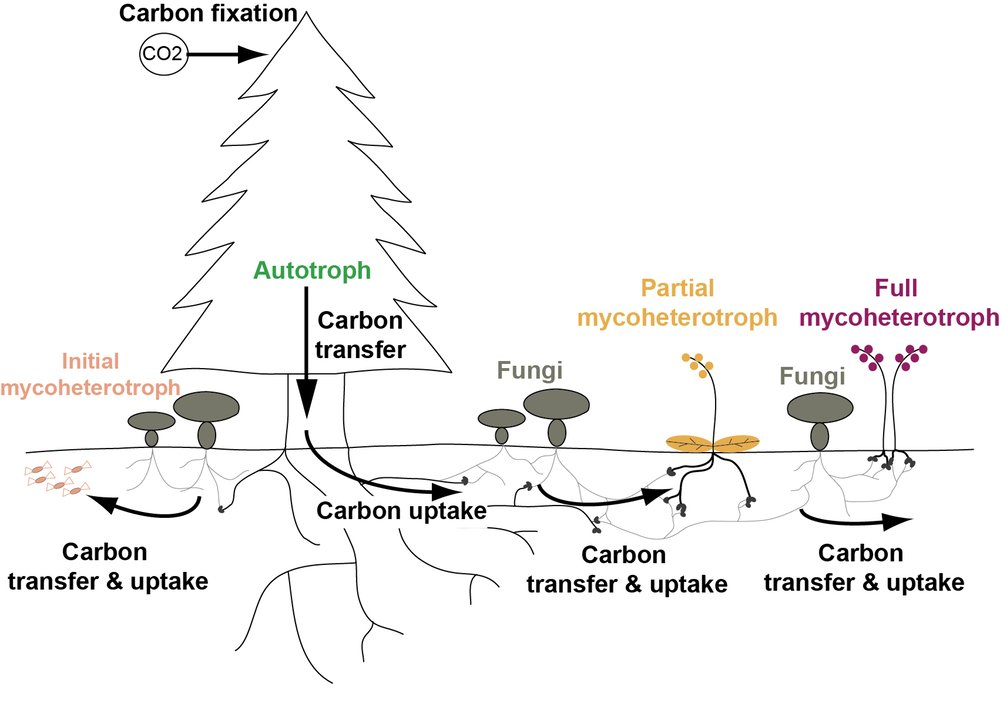 Carbon fixation
CO2
Autotroph
Carbon
transfer
Initial
mycoheterotroph
Fungi
Partial
mycoheterotroph
Full
mycoheterotroph
Fungi
Carbon uptake
Carbon
transfer & uptake
Carbon
transfer & uptake
Carbon
transfer & uptake